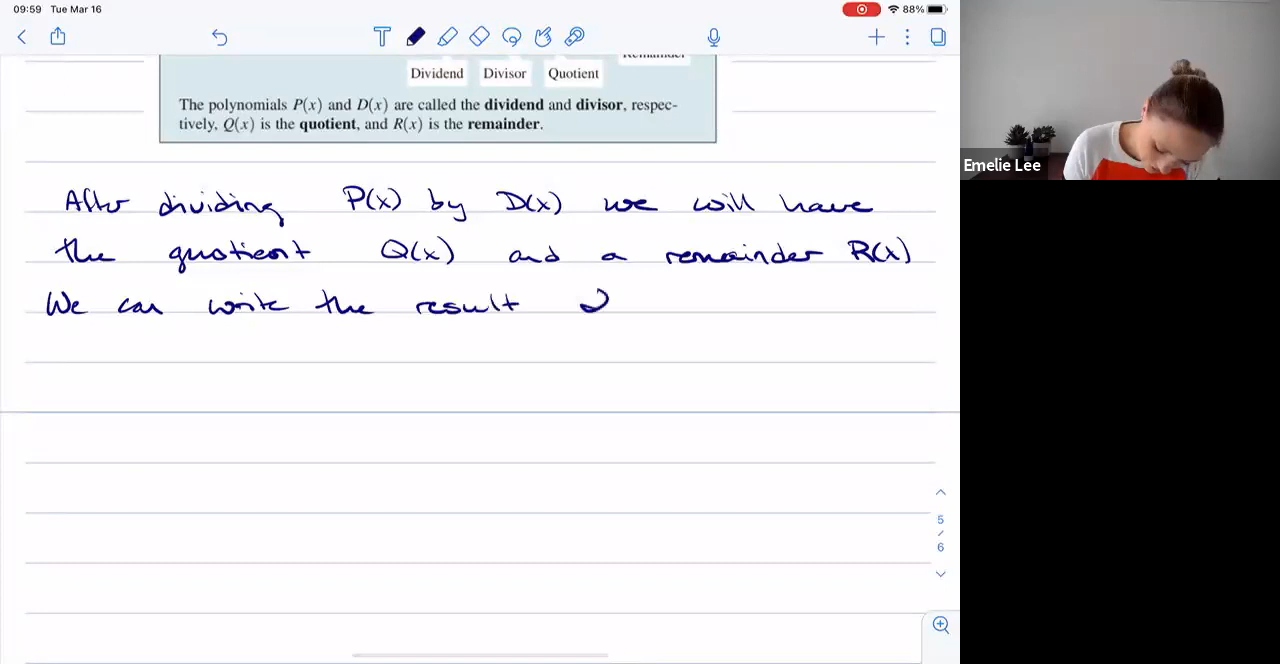 09:59 Tue Mar 16
88%
Dividend Divisor Quotient
Remainder
The polynomials P(x) and D(x) are called the dividend and divisor, respec-
tively, Q(x) is the quotient, and R(x) is the remainder.
After dividing P(x) by D(x) we will have
the quotient Q(x) and a remainder R(x)
We can write the result 2
5
/
6
Emelie Lee